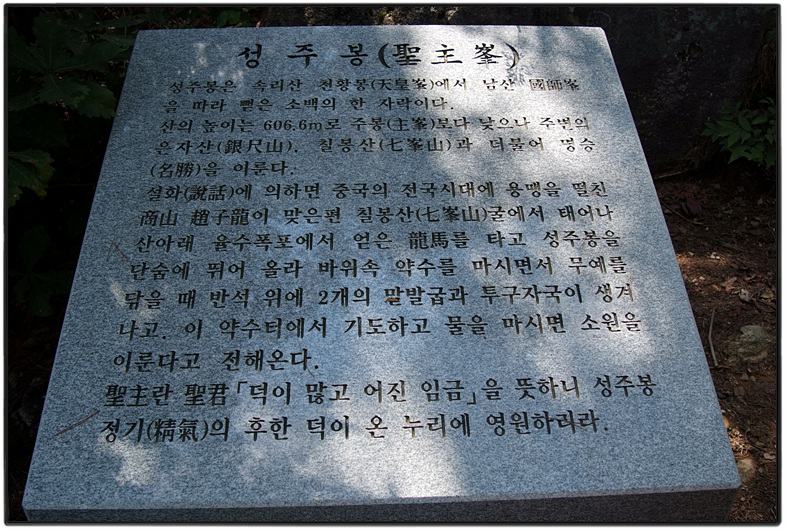 성주봉(聖主峯)
성주봉은 속리산 천황봉(天皇峯)에서 남산 國師峯
을 따라 뻗은 소백의 한 자락이다.
산의 높이는 606.6m로 주봉(主峯)보다 낮으나 주변의
은자산(銀尺山), 칠봉산(七峯山)과 더불어 명승
(名勝)을 이룬다.
설화(說話)에 의하면 중국의 전국시대에 용맹을 떨친
商山 趙子龍이 맞은편 칠봉산(七峯山)굴에서 태어나
산아래 율수폭포에서 얻은 龍馬를 타고 성주봉을
단숨에 뛰어 올라 바위속 약수를 마시면서 무예를
닦을 때 반석 위에 2개의 말발굽과 투구자국이 생겨
나고. 이 약수터에서 기도하고 물을 마시면 소원을
이룬다고 전해온다.
聖主란 聖君「덕이 많고 어진 임금」을 뜻하니 성주봉
정기(精氣)의 후한 덕이 온 누리에 영원하리라.